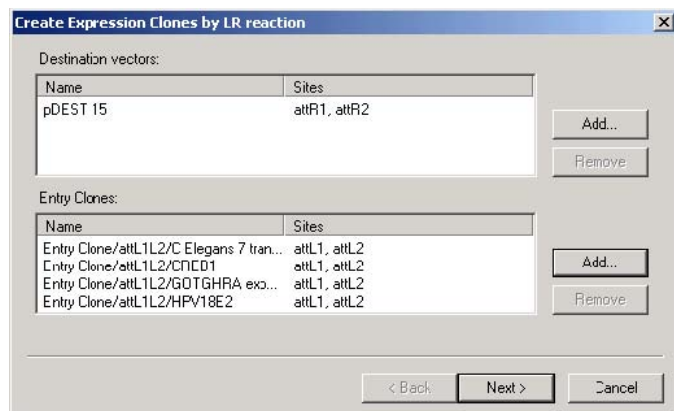 Create Expression Clones by LR reaction
Destination vectors:
Name Sites
pDEST 15 attR1, attR2
Add...
Remove
Entry Clones:
Name Sites
Entry Clone/attL1L2/C Elegans 7 tran... attL1, attL2
Entry Clone/attL1L2/CREB1 attL1, attL2
Entry Clone/attL1L2/GOTGHRA exp... attL1, attL2
Entry Clone/attL1L2/HPV18E2 attL1, attL2
Add...
Remove
< Back Next > Cancel